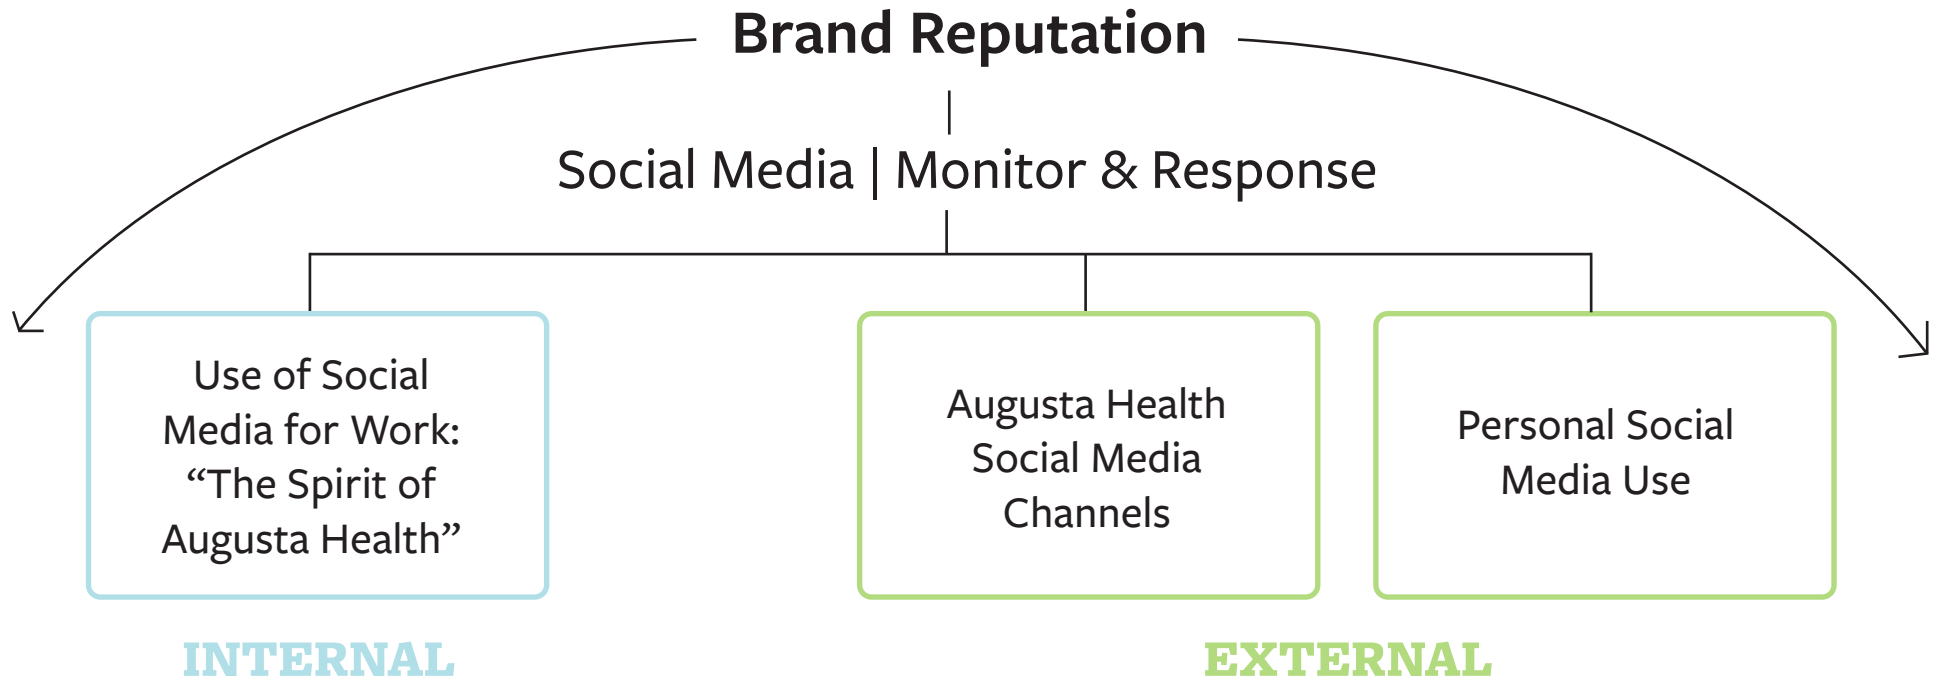 Brand Reputation
Social Media | Monitor & Response
Use of Social
Media for Work:
“The Spirit of
Augusta Health”
Augusta Health
Social Media
Channels
Personal Social
Media Use
INTERNAL
EXTERNAL